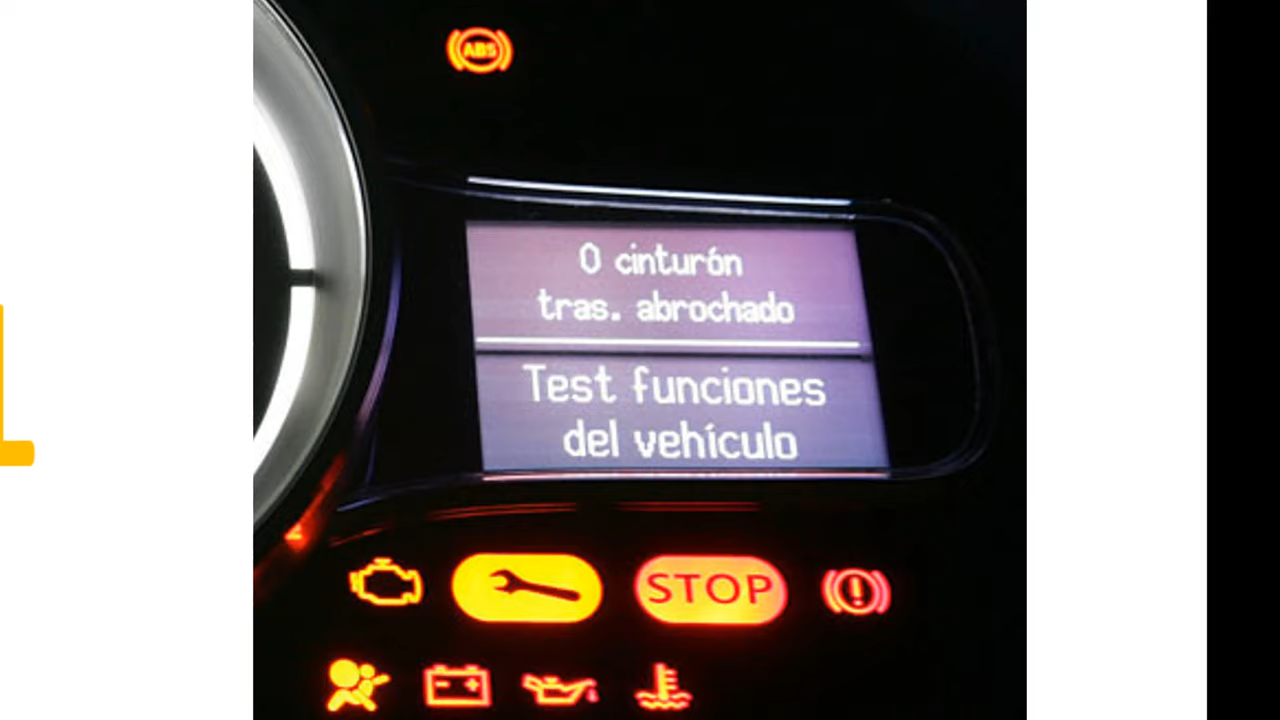 ABS
0 cinturón
tras. abrochado
Test funciones
del vehículo
STOP